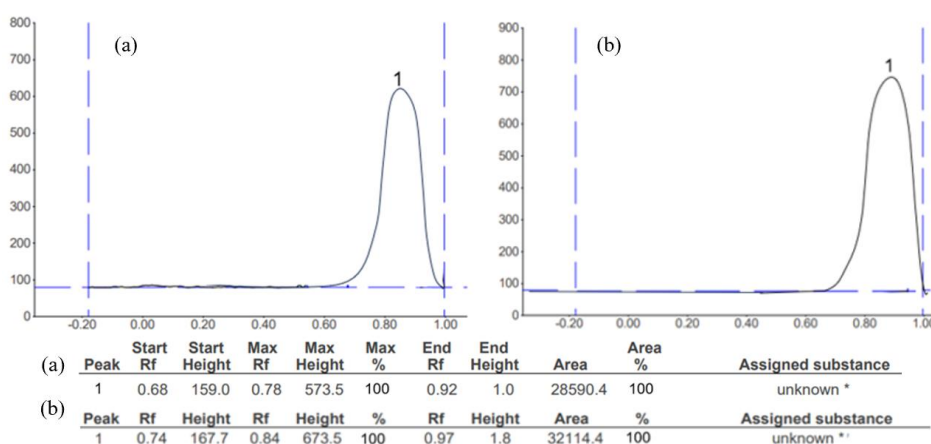 800
700
600
500
400
300
200
100
0
-0.20 0.00 0.20 0.40 0.60 0.80 1.00
(a)
1
900
800
700
600
500
400
300
200
100
0
-0.20 0.00 0.20 0.40 0.60 0.80 1.00
(b)
1
Start Start Max Max Max End End Area
(a) Peak Rf Height Rf Height % Rf Height Area % Assigned substance
1 0.68 159.0 0.78 573.5 100 0.92 1.0 28590.4 100 unknown *
(b)
Peak Rf Height Rf Height % Rf Height Area % Assigned substance
1 0.74 167.7 0.84 673.5 100 0.97 1.8 32114.4 100 unknown *